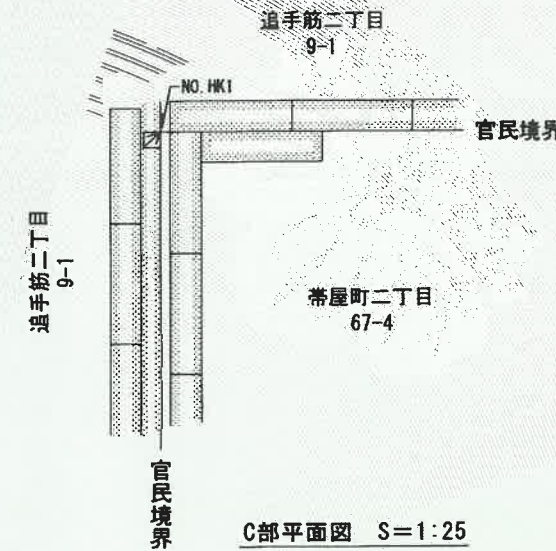 追手筋二丁目
9-1
NO. HK1
官民境界
追手筋二丁目
9-1
帯屋町二丁目
67-4
官民境界
C部平面図 S=1:25